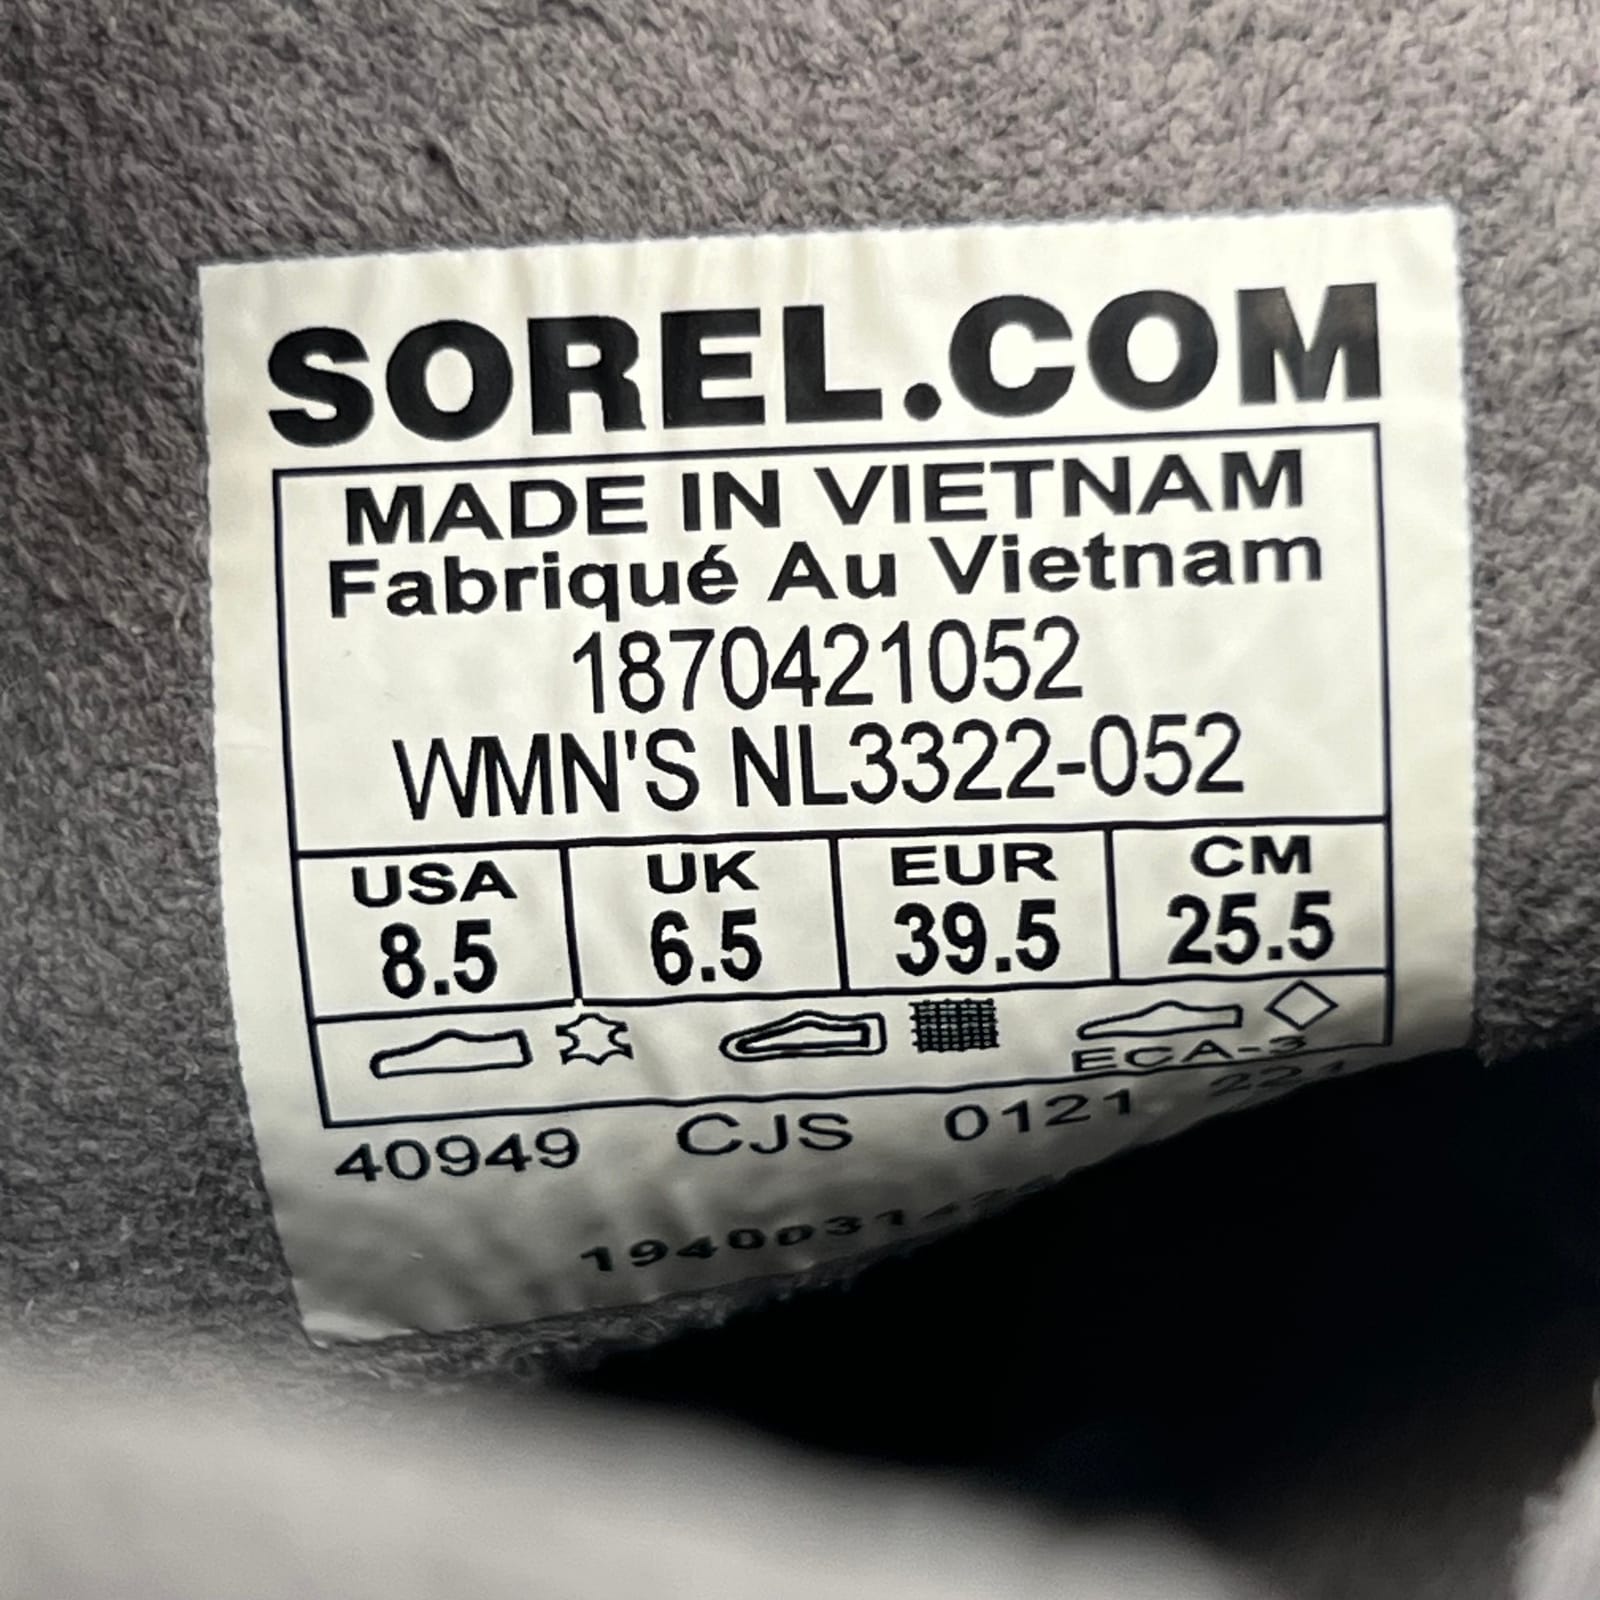 SOREL.COM
MADE IN VIETNAM
Fabriqué Au Vietnam
1870421052
WMN'S NL3322-052
USA UK EUR CM
8.5 6.5 39.5 25.5
ECA-3
40949 CJS 0121